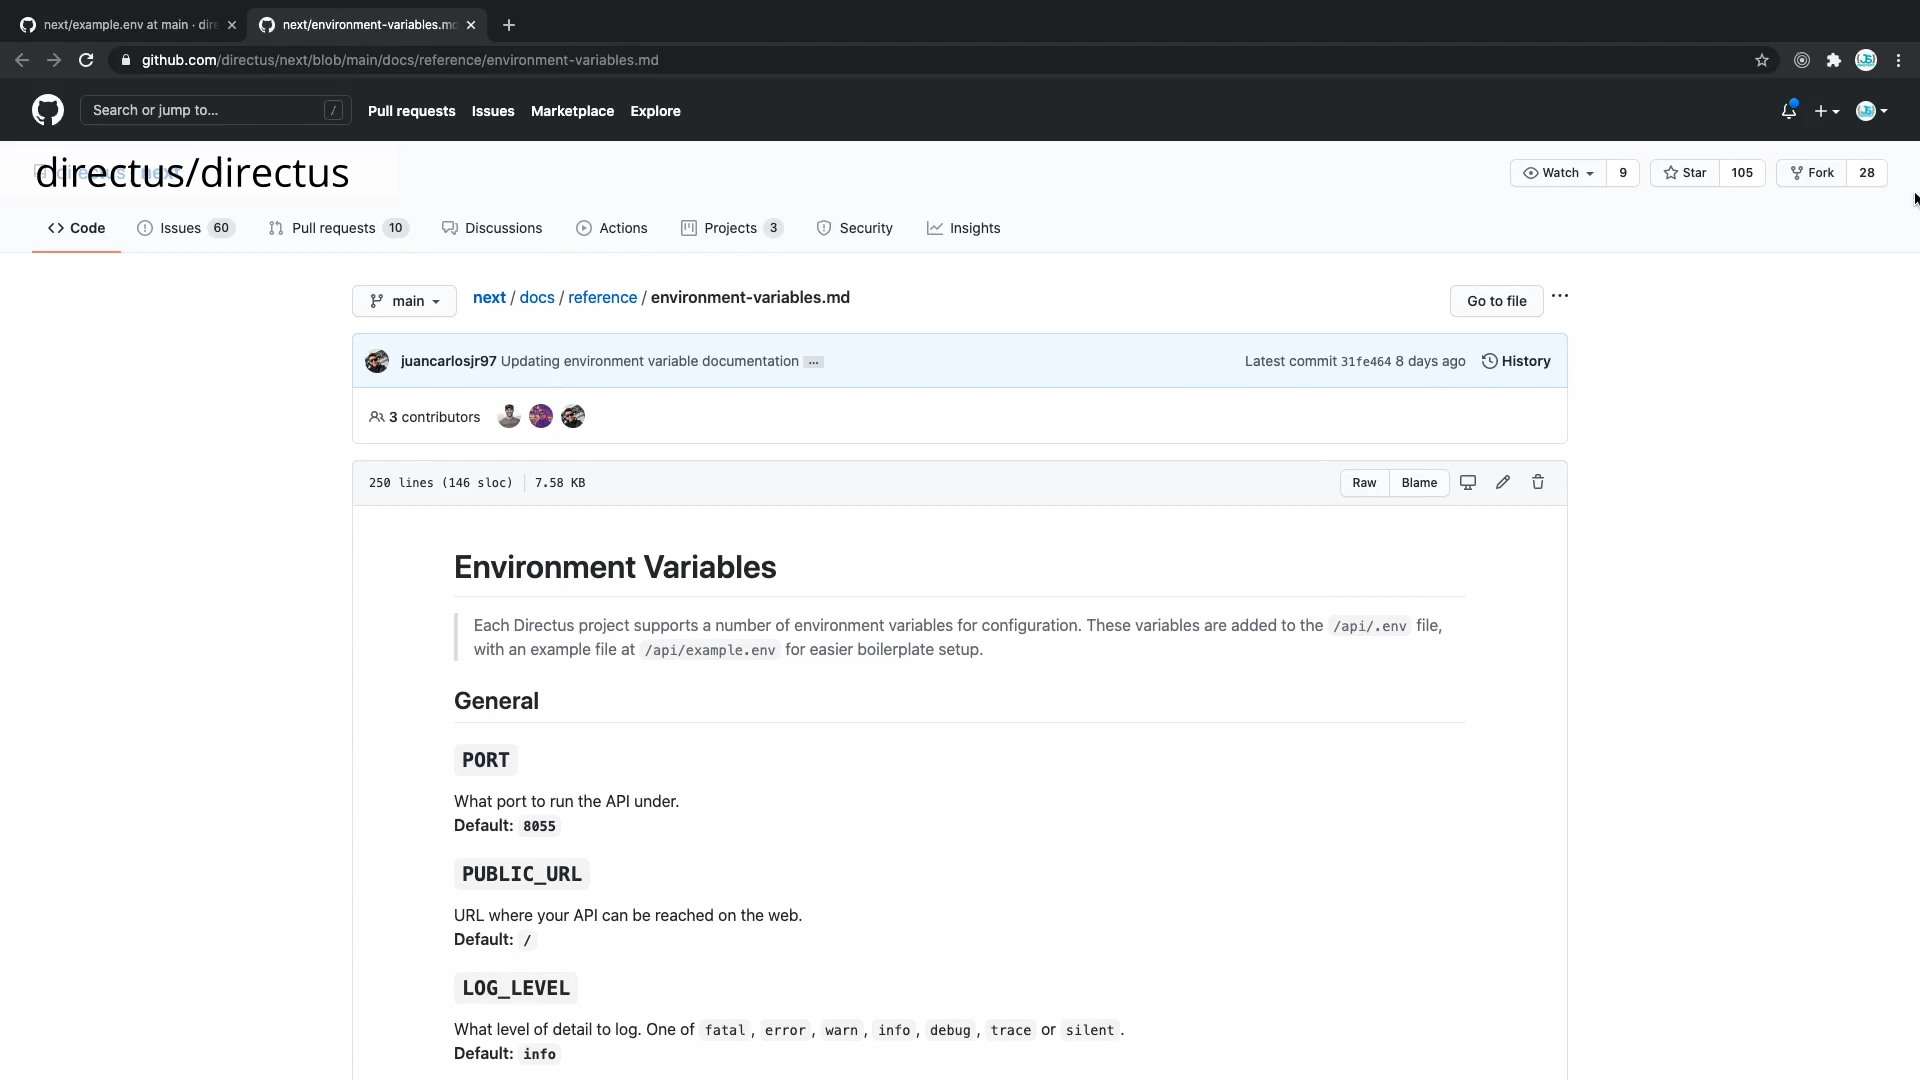 next/example.env at main · dire
next/environment-variables.md
github.com/directus/next/blob/main/docs/reference/environment-variables.md
Search or jump to... /
Pull requests Issues Marketplace Explore
directus/directus
Watch 9 Star 105 Fork 28
Code Issues 60 Pull requests 10 Discussions Actions Projects 3 Security Insights
main next / docs / reference / environment-variables.md Go to file ...
juancarlosjr97 Updating environment variable documentation ... Latest commit 31fe464 8 days ago History
3 contributors
250 lines (146 sloc) 7.58 KB Raw Blame
Environment Variables
Each Directus project supports a number of environment variables for configuration. These variables are added to the /api/.env file,
with an example file at /api/example.env for easier boilerplate setup.
General
PORT
What port to run the API under.
Default: 8055
PUBLIC_URL
URL where your API can be reached on the web.
Default: /
LOG_LEVEL
What level of detail to log. One of fatal, error, warn, info, debug, trace or silent.
Default: info